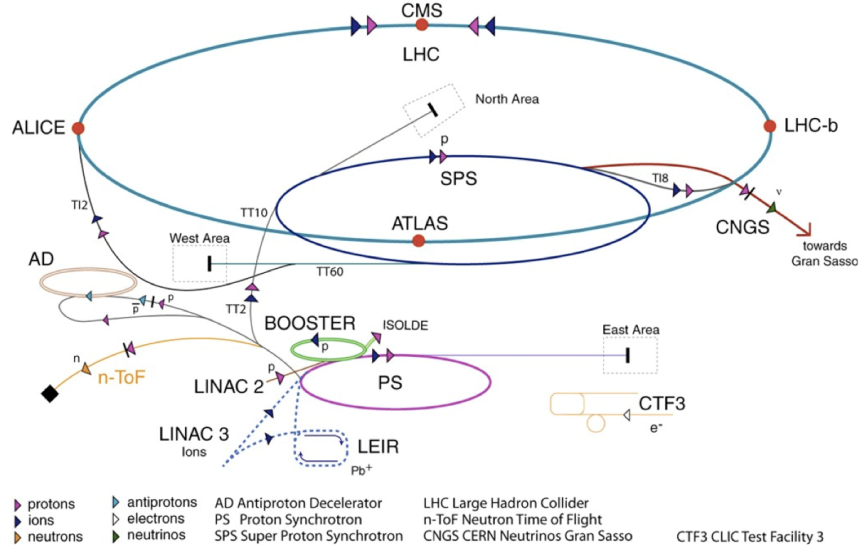 CMS
LHC
North Area
ALICE
LHC-b
p
SPS
TI8
ν
TI2
TT10
ATLAS
CNGS
West Area
towards
Gran Sasso
AD
TT60
p
p
TT2
BOOSTER
ISOLDE
p
East Area
n
n-ToF
p
LINAC 2
PS
CTF3
e-
LINAC 3
Ions
LEIR
Pb+
protons
antiprotons
AD Antiproton Decelerator
LHC Large Hadron Collider
ions
electrons
PS Proton Synchrotron
n-ToF Neutron Time of Flight
neutrons
neutrinos
SPS Super Proton Synchrotron
CNGS CERN Neutrinos Gran Sasso
CTF3 CLIC Test Facility 3